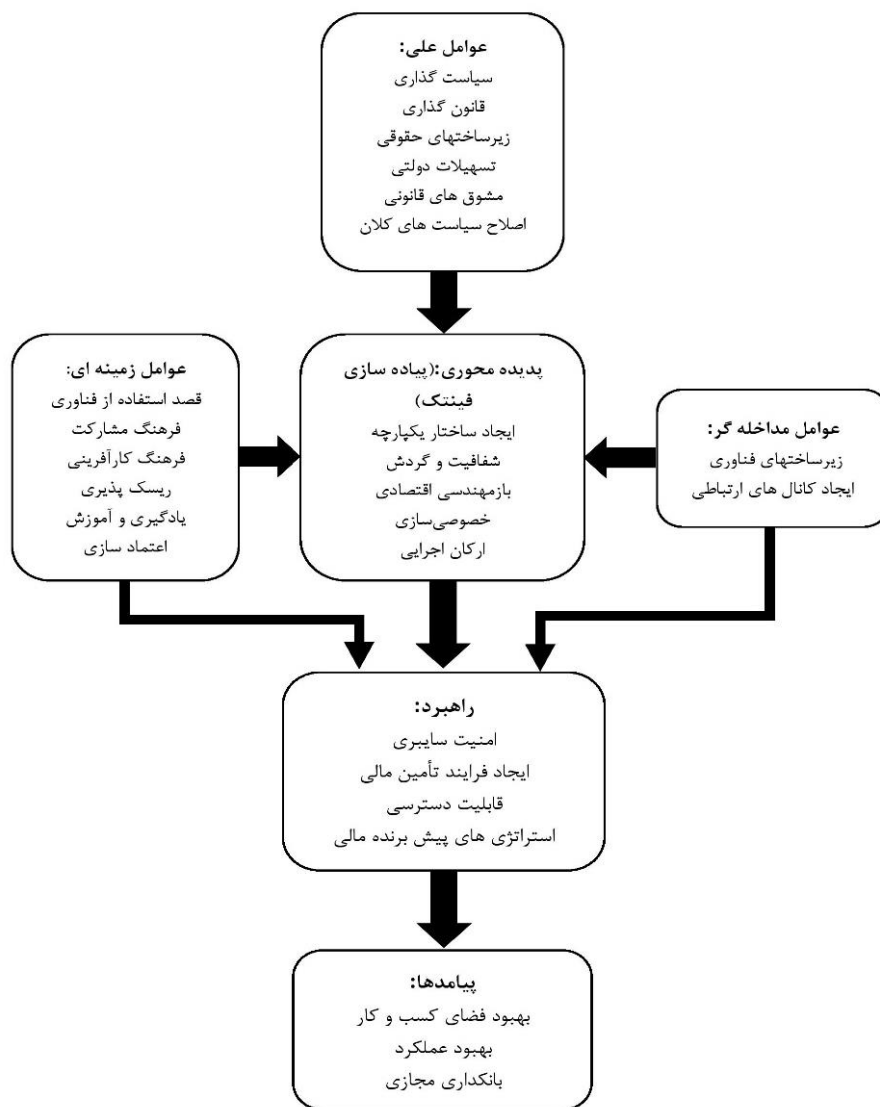 عوامل علی:
سیاست گذاری
قانون گذاری
زیرساختهای حقوقی
تسهیلات دولتی
مشوق های قانونی
اصلاح سیاست های کلان
پدیده محوری:(پیاده سازی
فینتک)
ایجاد ساختار یکپارچه
شفافیت و گردش
بازمهندسی اقتصادی
خصوصی‌سازی
ارکان اجرایی
عوامل مداخله گر:
زیرساختهای فناوری
ایجاد کانال های ارتباطی
عوامل زمینه ای:
قصد استفاده از فناوری
فرهنگ مشارکت
فرهنگ کارآفرینی
ریسک پذیری
یادگیری و آموزش
اعتماد سازی
راهبرد:
امنیت سایبری
ایجاد فرایند تأمین مالی
قابلیت دسترسی
استراتژی های پیش برنده مالی
پیامدها:
بهبود فضای کسب و کار
بهبود عملکرد
بانکداری مجازی